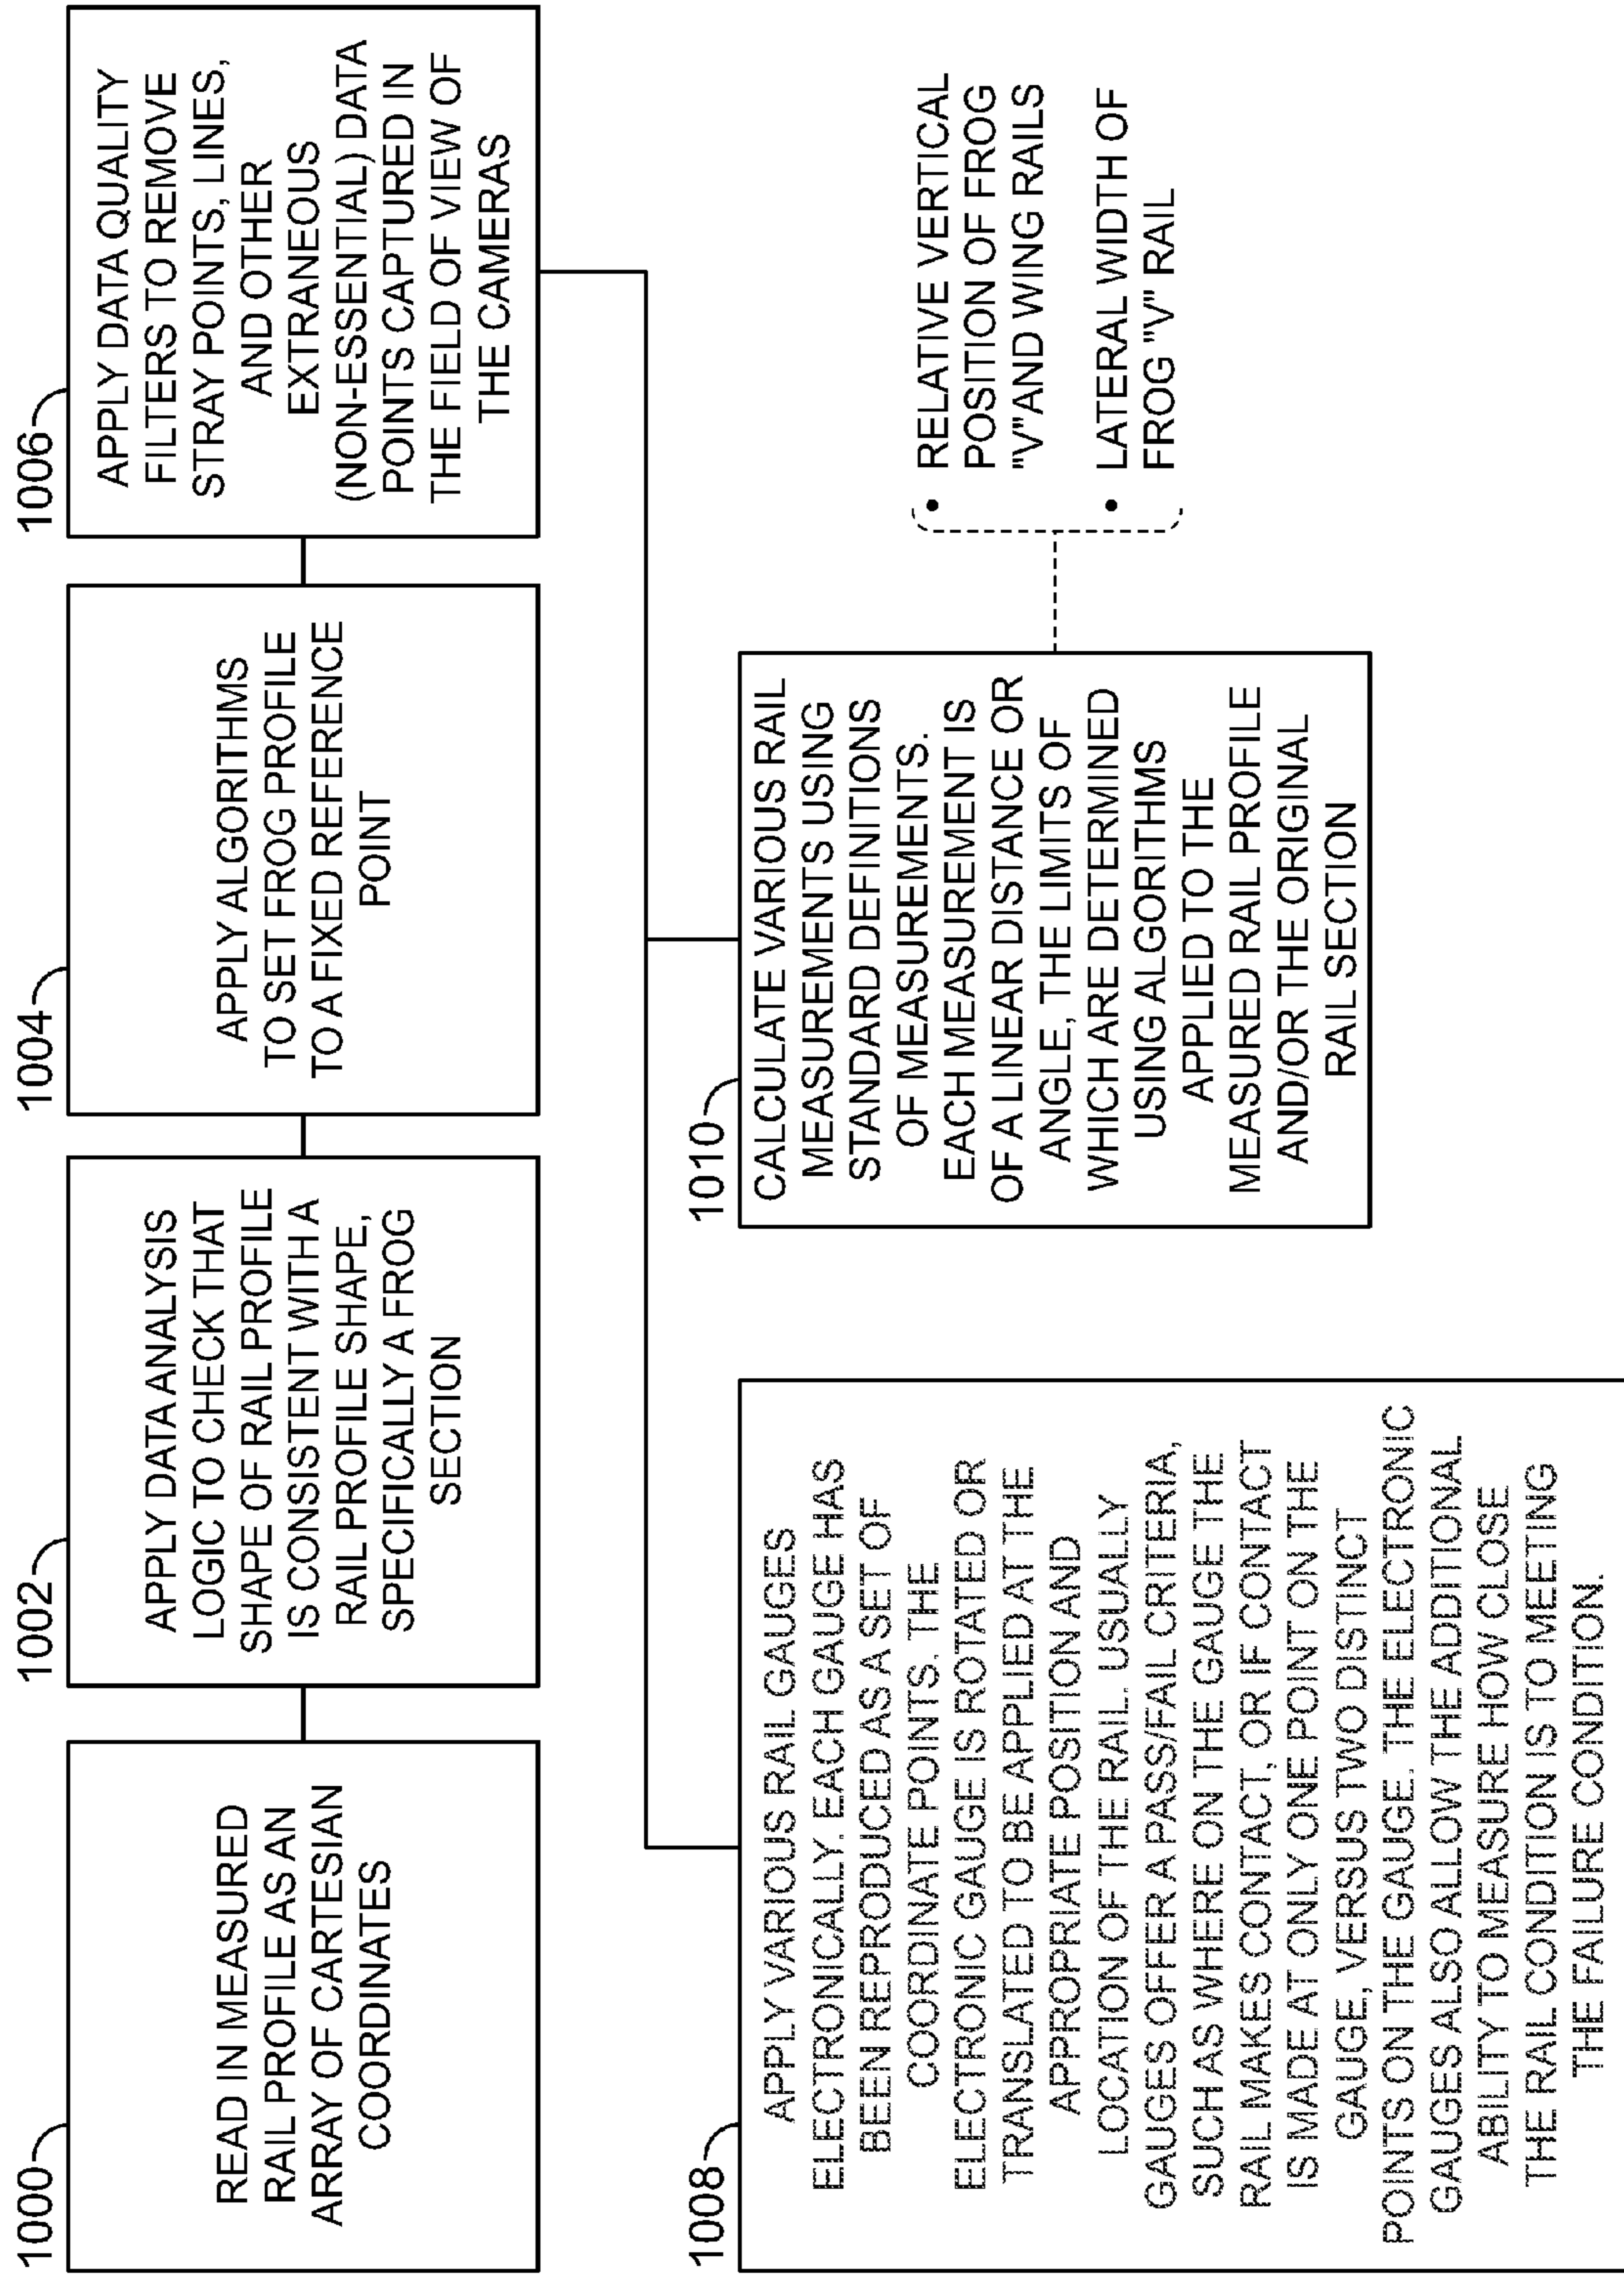 1000
READ IN MEASURED
RAIL PROFILE AS AN
ARRAY OF CARTESIAN
COORDINATES
1002
APPLY DATA ANALYSIS
LOGIC TO CHECK THAT
SHAPE OF RAIL PROFILE
IS CONSISTENT WITH A
RAIL PROFILE SHAPE,
SPECIFICALLY A FROG
SECTION
1004
APPLY ALGORITHMS
TO SET FROG PROFILE
TO A FIXED REFERENCE
POINT
1006
APPLY DATA QUALITY
FILTERS TO REMOVE
STRAY POINTS, LINES,
AND OTHER
EXTRANEOUS
(NON-ESSENTIAL) DATA
POINTS CAPTURED IN
THE FIELD OF VIEW OF
THE CAMERAS
1008
APPLY VARIOUS RAIL GAUGES
ELECTRONICALLY. EACH GAUGE HAS
BEEN REPRODUCED AS A SET OF
COORDINATE POINTS. THE
ELECTRONIC GAUGE IS ROTATED OR
TRANSLATED TO BE APPLIED AT THE
APPROPRIATE POSITION AND
LOCATION OF THE RAIL. USUALLY
GAUGES OFFER A PASS/FAIL CRITERIA,
SUCH AS WHERE ON THE GAUGE THE
RAIL MAKES CONTACT, OR IF CONTACT
IS MADE AT ONLY ONE POINT ON THE
GAUGE, VERSUS TWO DISTINCT
POINTS ON THE GAUGE. THE ELECTRONIC
GAUGES ALSO ALLOW THE ADDITIONAL
ABILITY TO MEASURE HOW CLOSE
THE RAIL CONDITION IS TO MEETING
THE FAILURE CONDITION.
1010
CALCULATE VARIOUS RAIL
MEASUREMENTS USING
STANDARD DEFINITIONS
OF MEASUREMENTS.
EACH MEASUREMENT IS
OF A LINEAR DISTANCE OR
ANGLE, THE LIMITS OF
WHICH ARE DETERMINED
USING ALGORITHMS
APPLIED TO THE
MEASURED RAIL PROFILE
AND/OR THE ORIGINAL
RAIL SECTION
• RELATIVE VERTICAL
POSITION OF FROG
"V"AND WING RAILS
• LATERAL WIDTH OF
FROG "V" RAIL